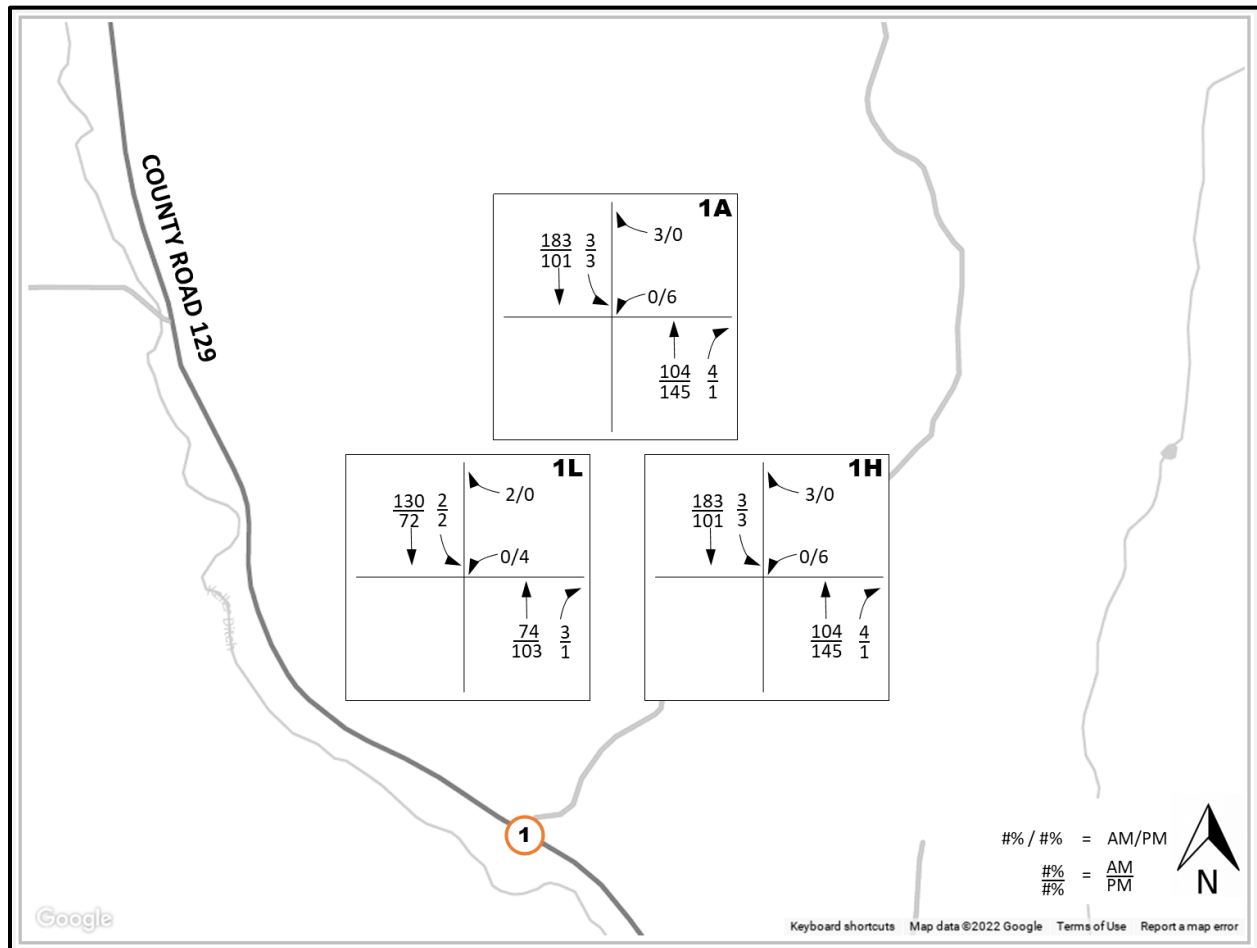 COUNTY ROAD 129
1A
3/0
183 3
101 3
0/6
104 4
145 1
1L
2/0
130 2
72 2
0/4
74 3
103 1
1H
3/0
183 3
101 3
0/6
104 4
145 1
Keller Ditch
1
#% / #% = AM/PM
#% = AM
#% PM
N
Google
Keyboard shortcuts Map data ©2022 Google Terms of Use Report a map error